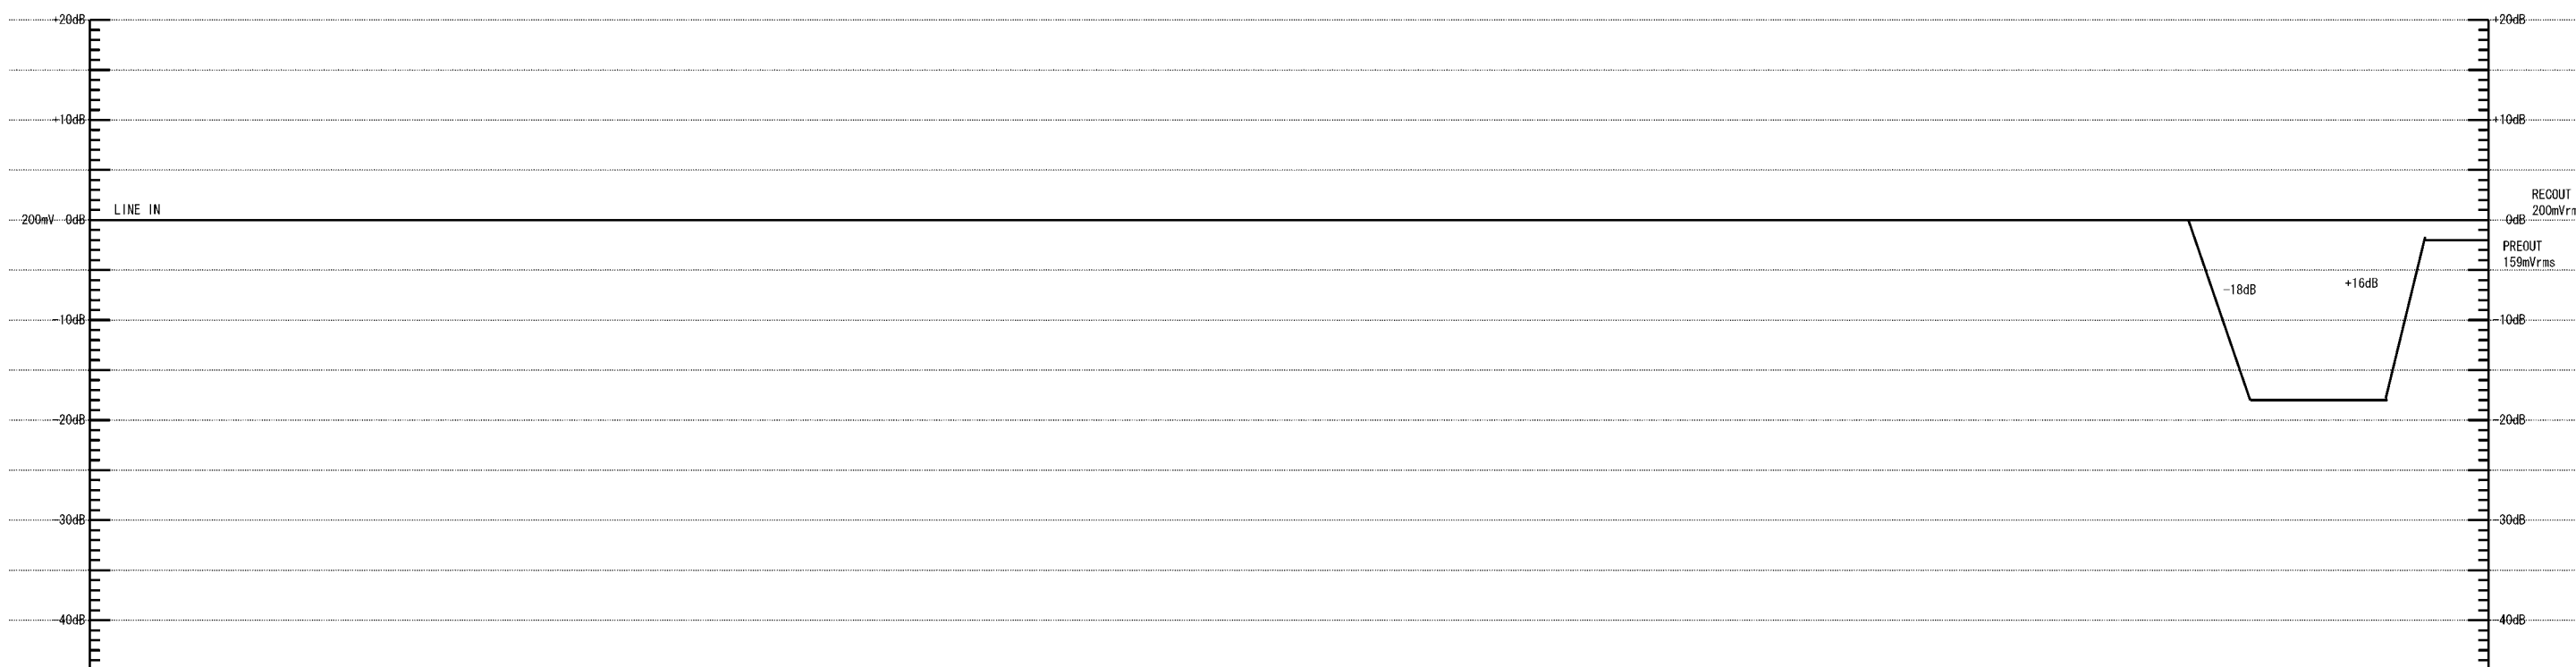 +20dB +20dB
+10dB +10dB
RECOUT
LINE IN
200mVrm
200mV 0dB 0dB
PREOUT
159mVrms
+16dB
-18dB
-10dB -10dB
-20dB -20dB
-30dB -30dB
-40dB -40dB